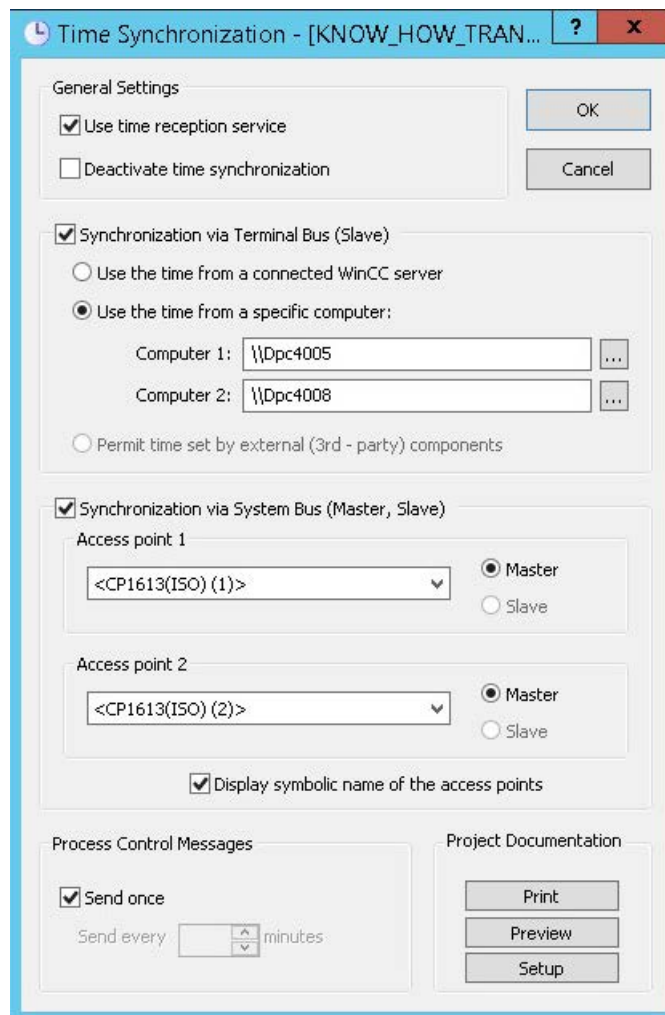 Time Synchronization - [KNOW_HOW_TRAN... ? x
General Settings
Use time reception service
Deactivate time synchronization
OK
Cancel
Synchronization via Terminal Bus (Slave)
Use the time from a connected WinCC server
Use the time from a specific computer:
Computer 1: \\Dpc4005 ...
Computer 2: \\Dpc4008 ...
Permit time set by external (3rd - party) components
Synchronization via System Bus (Master, Slave)
Access point 1
<CP1613(ISO) (1)>
Master
Slave
Access point 2
<CP1613(ISO) (2)>
Master
Slave
Display symbolic name of the access points
Process Control Messages
Send once
Send every minutes
Project Documentation
Print
Preview
Setup